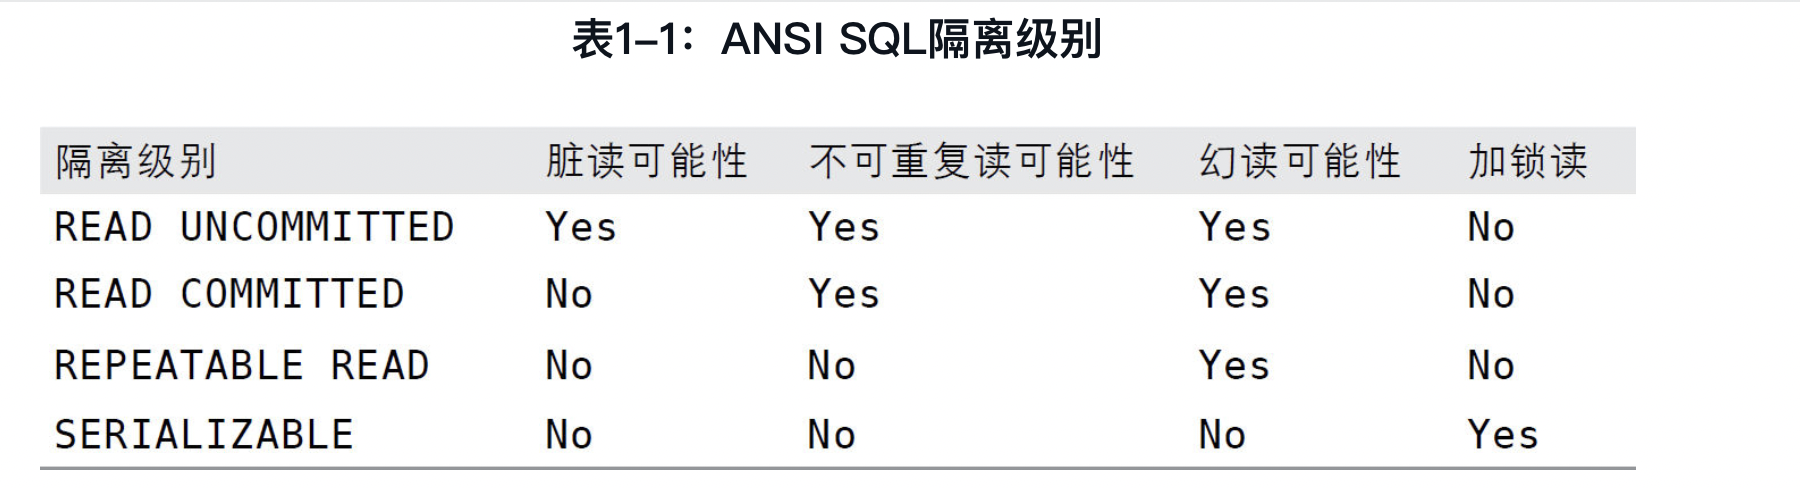 表1–1：ANSI SQL隔离级别
隔离级别 脏读可能性 不可重复读可能性 幻读可能性 加锁读
READ UNCOMMITTED Yes Yes Yes No
READ COMMITTED No Yes Yes No
REPEATABLE READ No No Yes No
SERIALIZABLE No No No Yes